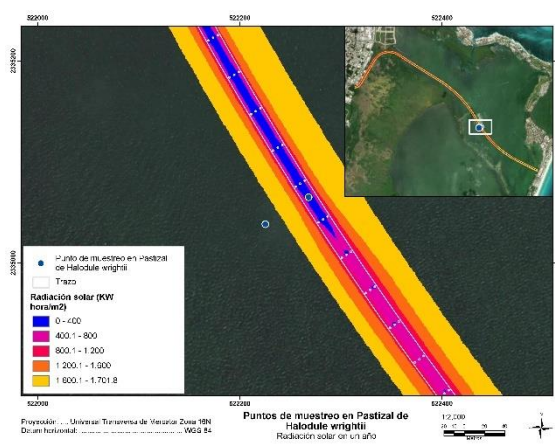 522000 522200 522400
2335200
2335000
Punto de muestreo en Pastizal
de Halodule wrightii
Trazo
Radiación solar (KW
hora/m2)
0 - 400
400.1 - 800
800.1 - 1,200
1 200.1 - 1,600
1 600.1 - 1,701.8
522000 522200 522400
Proyección Universal Transversa de Mercator Zona 16N
Datum horizontal: WGS 84
Puntos de muestreo en Pastizal de
Halodule wrightii
Radiación solar en un año
1:2,000